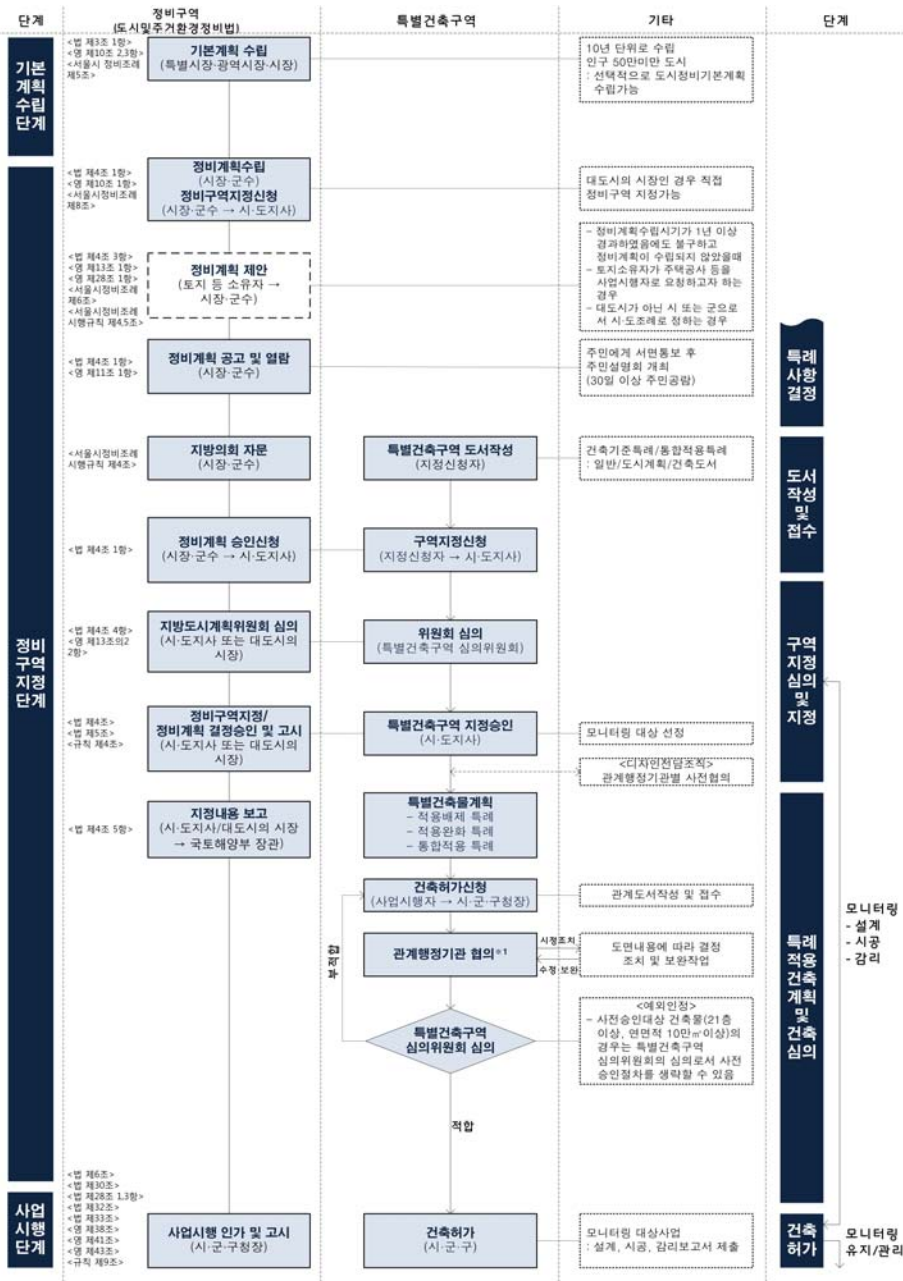 단계
정비구역
(도시및주거환경정비법)
특별건축구역
기타
단계
기본
계획
수립
단계
<법 제3조 1항>
<영 제10조 2,3항>
<서울시 정비조례
제5조>
기본계획 수립
(특별시장·광역시장·시장)
10년 단위로 수립
인구 50만미만 도시
: 선택적으로 도시정비기본계획
수립가능
정비
구역
지정
단계
<법 제4조 1항>
<영 제10조 1항>
<서울시정비조례
제8조>
정비계획수립
(시장·군수)
정비구역지정신청
(시장·군수 → 시·도지사)
대도시의 시장인 경우 직접
정비구역 지정가능
<법 제4조 3항>
<영 제13조 1항>
<영 제28조 1항>
<서울시정비조례
제6조>
<서울시정비조례
시행규칙 제4,5조>
정비계획 제안
(토지 등 소유자 →
시장·군수)
– 정비계획수립시기가 1년 이상
경과하였음에도 불구하고
정비계획이 수립되지 않았을때
– 토지소유자가 주택공사 등을
사업시행자로 요청하고자 하는
경우
– 대도시가 아닌 시 또는 군으로
서 시·도조례로 정하는 경우
<법 제4조 1항>
<영 제11조 1항>
정비계획 공고 및 열람
(시장·군수)
주민에게 서면통보 후
주민설명회 개최
(30일 이상 주민공람)
특례
사항
결정
<서울시정비조례
시행규칙 제4조>
지방의회 자문
(시장·군수)
특별건축구역 도서작성
(지정신청자)
건축기준특례/통합적용특례
: 일반/도시계획/건축도서
도서
작성
및
접수
<법 제4조 1항>
정비계획 승인신청
(시장·군수 → 시·도지사)
구역지정신청
(지정신청자 → 시·도지사)
<법 제4조 4항>
<영 제13조의2
2항>
지방도시계획위원회 심의
(시·도지사 또는 대도시의
시장)
위원회 심의
(특별건축구역 심의위원회)
구역
지정
심의
및
지정
<법 제4조>
<법 제5조>
<규칙 제4조>
정비구역지정/
정비계획 결정승인 및 고시
(시·도지사 또는 대도시의
시장)
특별건축구역 지정승인
(시·도지사)
모니터링 대상 선정
<디자인전담조직>
관계행정기관별 사전협의
<법 제4조 5항>
지정내용 보고
(시·도지사/대도시의 시장
→ 국토해양부 장관)
특별건축물계획
– 적용배제 특례
– 적용완화 특례
– 통합적용 특례
건축허가신청
(사업시행자 → 시·군·구청장)
관계도서작성 및 접수
모니터링
- 설계
- 시공
- 감리
특례
적용
건축
계획
및
건축
심의
부적합
관계행정기관 협의※1
시정조치
수정·보완
도면내용에 따라 결정
조치 및 보완작업
특별건축구역
심의위원회 심의
<예외인정>
– 사전승인대상 건축물(21층
이상, 연면적 10만㎡이상)의
경우는 특별건축구역
심의위원회의 심의로서 사전
승인절차를 생략할 수 있음
적합
사업
시행
단계
<법 제6조>
<법 제30조>
<법 제28조 1,3항>
<법 제32조>
<법 제33조>
<영 제38조>
<영 제41조>
<영 제43조>
<규칙 제9조>
사업시행 인가 및 고시
(시·군·구청장)
건축허가
(시·군·구)
모니터링 대상사업
: 설계, 시공, 감리보고서 제출
건축
허가
모니터링
유지/관리